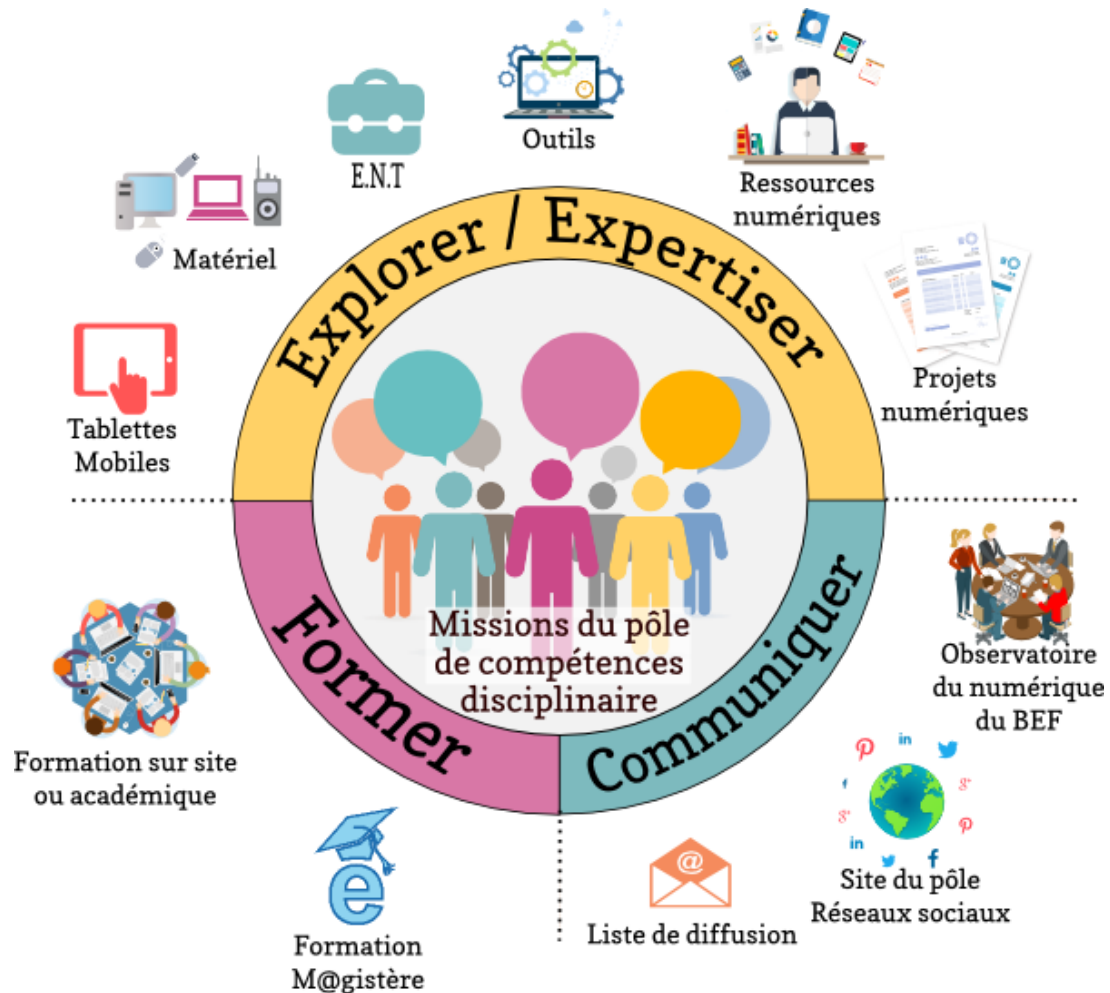 Outils
E.N.T
Ressources
numériques
Matériel
Explorer / Expertiser
Projets
numériques
Tablettes
Mobiles
Missions du pôle
de compétences
disciplinaire
Former
Communiquer
Observatoire
du numérique
du BEF
Formation sur site
ou académique
@
Site du pôle
Réseaux sociaux
Liste de diffusion
e
Formation
M@gistère